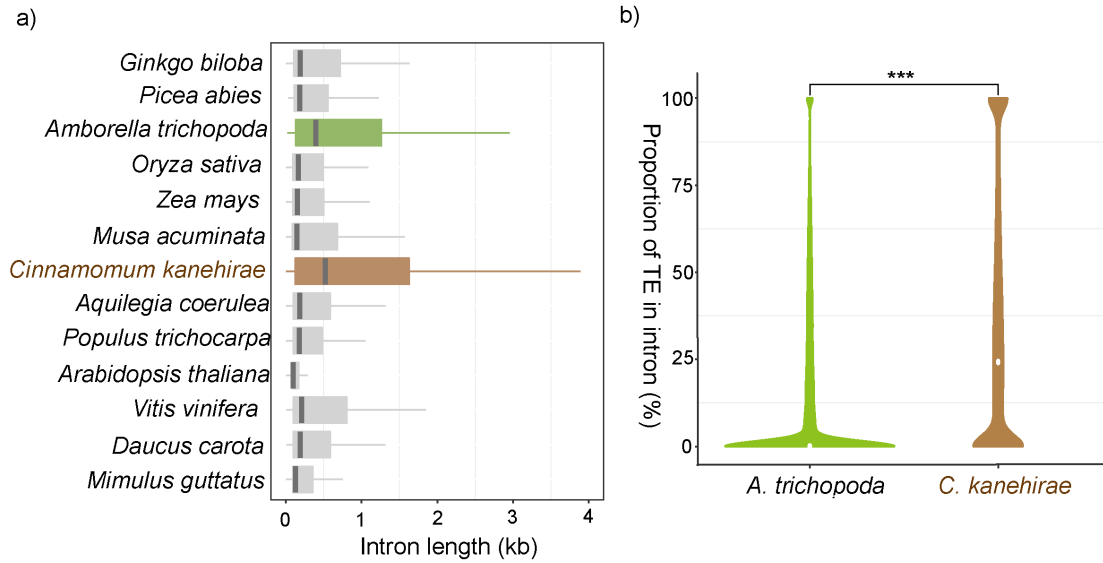 a)
Ginkgo biloba
Picea abies
Amborella trichopoda
Oryza sativa
Zea mays
Musa acuminata
Cinnamomum kanehirae
Aquilegia coerulea
Populus trichocarpa
Arabidopsis thaliana
Vitis vinifera
Daucus carota
Mimulus guttatus
0 1 2 3 4
Intron length (kb)
b)
***
Proportion of TE in intron (%)
100
75
50
25
0
A. trichopoda C. kanehirae